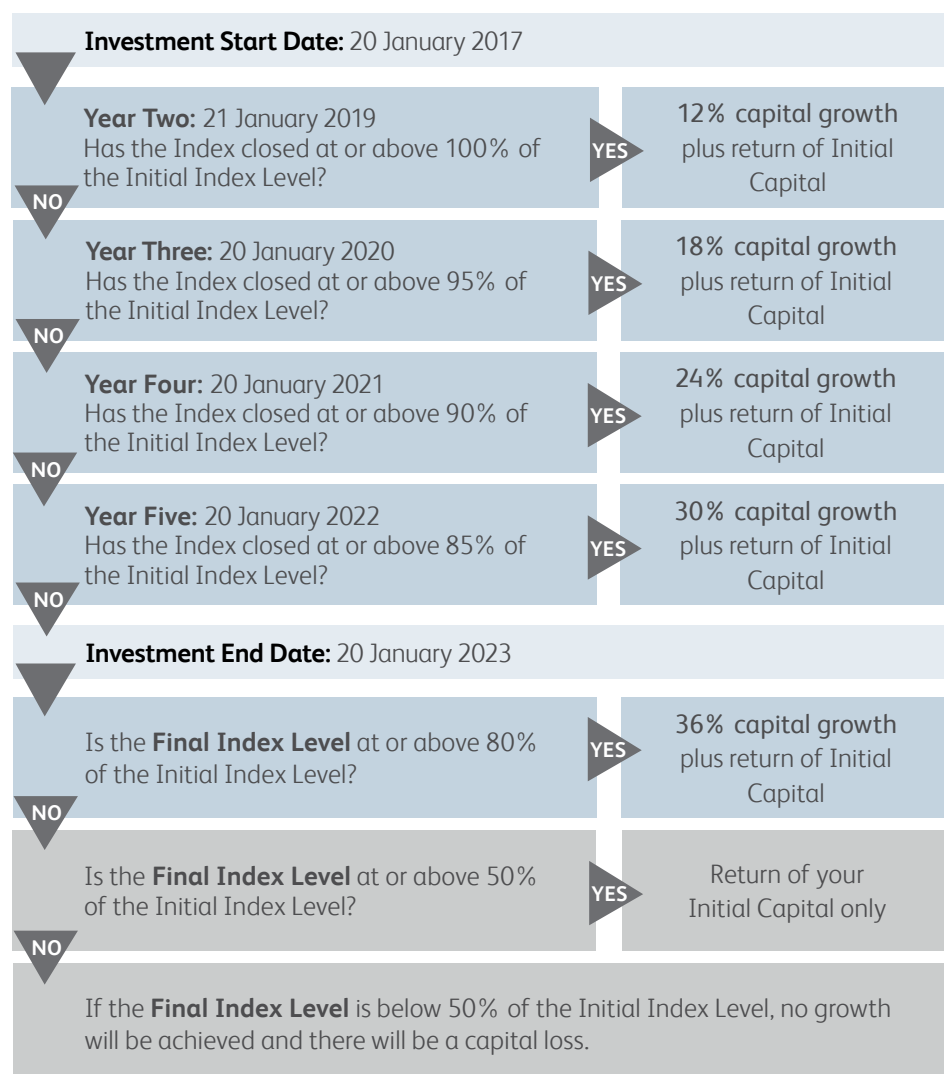 Investment Start Date: 20 January 2017
Year Two: 21 January 2019
Has the Index closed at or above 100% of
the Initial Index Level?
YES
12% capital growth
plus return of Initial
Capital
NO
Year Three: 20 January 2020
Has the Index closed at or above 95% of
the Initial Index Level?
YES
18% capital growth
plus return of Initial
Capital
NO
Year Four: 20 January 2021
Has the Index closed at or above 90% of
the Initial Index Level?
YES
24% capital growth
plus return of Initial
Capital
NO
Year Five: 20 January 2022
Has the Index closed at or above 85% of
the Initial Index Level?
YES
30% capital growth
plus return of Initial
Capital
NO
Investment End Date: 20 January 2023
Is the Final Index Level at or above 80%
of the Initial Index Level?
YES
36% capital growth
plus return of Initial
Capital
NO
Is the Final Index Level at or above 50%
of the Initial Index Level?
YES
Return of your
Initial Capital only
NO
If the Final Index Level is below 50% of the Initial Index Level, no growth
will be achieved and there will be a capital loss.